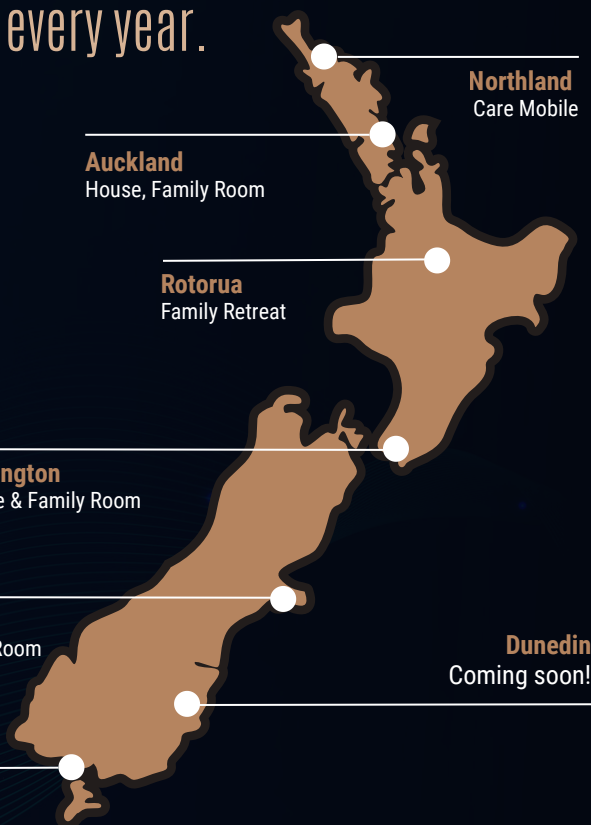 every year.
Northland
Care Mobile
Auckland
House, Family Room
Rotorua
Family Retreat
ngton
e & Family Room
Room
Dunedin
Coming soon!